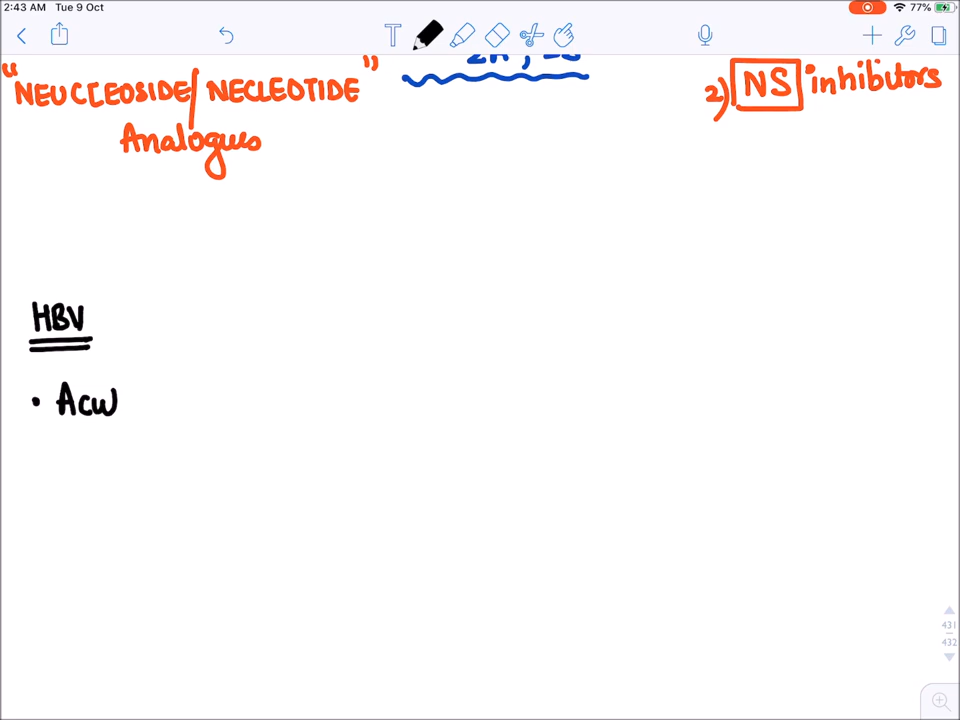 2:43 AM Tue 9 Oct
77%
T
"NEUCLEOSIDE/NECLEOTIDE"
Analogues
2) NS inhibitors
HBV
• Acw
431
432